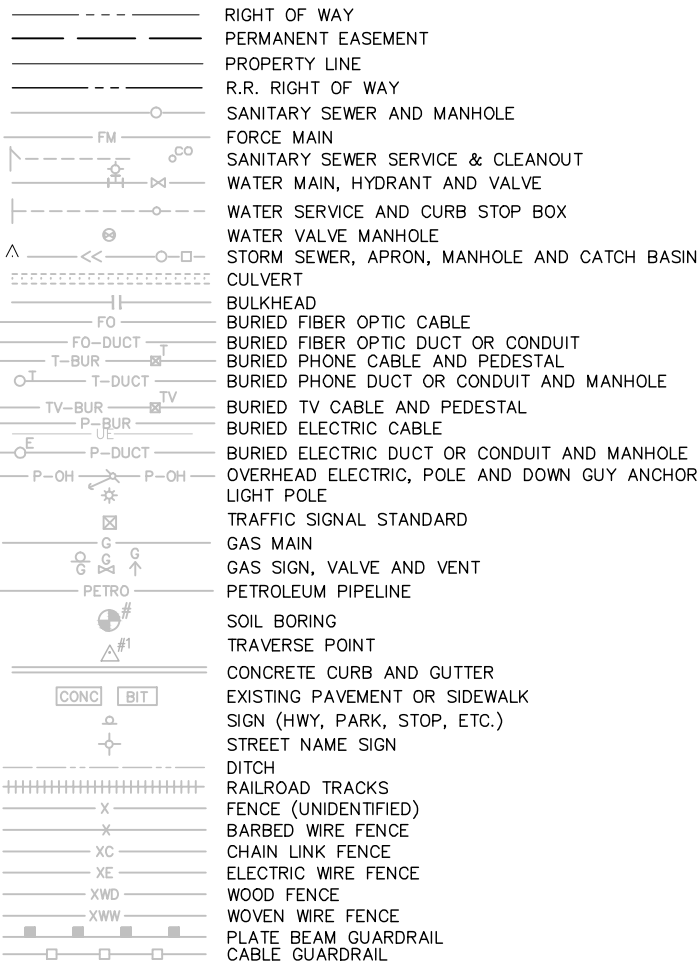 RIGHT OF WAY
PERMANENT EASEMENT
PROPERTY LINE
R.R. RIGHT OF WAY
SANITARY SEWER AND MANHOLE
FM FORCE MAIN
CO SANITARY SEWER SERVICE & CLEANOUT
WATER MAIN, HYDRANT AND VALVE
WATER SERVICE AND CURB STOP BOX
WATER VALVE MANHOLE
<< STORM SEWER, APRON, MANHOLE AND CATCH BASIN
CULVERT
BULKHEAD
FO BURIED FIBER OPTIC CABLE
FO-DUCT BURIED FIBER OPTIC DUCT OR CONDUIT
T-BUR T BURIED PHONE CABLE AND PEDESTAL
T T-DUCT BURIED PHONE DUCT OR CONDUIT AND MANHOLE
TV-BUR TV BURIED TV CABLE AND PEDESTAL
P-BUR BURIED ELECTRIC CABLE
UE
E P-DUCT BURIED ELECTRIC DUCT OR CONDUIT AND MANHOLE
P-OH P-OH OVERHEAD ELECTRIC, POLE AND DOWN GUY ANCHOR
LIGHT POLE
TRAFFIC SIGNAL STANDARD
G GAS MAIN
G G G GAS SIGN, VALVE AND VENT
PETRO PETROLEUM PIPELINE
# SOIL BORING
#1 TRAVERSE POINT
CONCRETE CURB AND GUTTER
CONC BIT EXISTING PAVEMENT OR SIDEWALK
SIGN (HWY, PARK, STOP, ETC.)
STREET NAME SIGN
DITCH
RAILROAD TRACKS
X FENCE (UNIDENTIFIED)
X BARBED WIRE FENCE
XC CHAIN LINK FENCE
XE ELECTRIC WIRE FENCE
XWD WOOD FENCE
XWW WOVEN WIRE FENCE
PLATE BEAM GUARDRAIL
CABLE GUARDRAIL